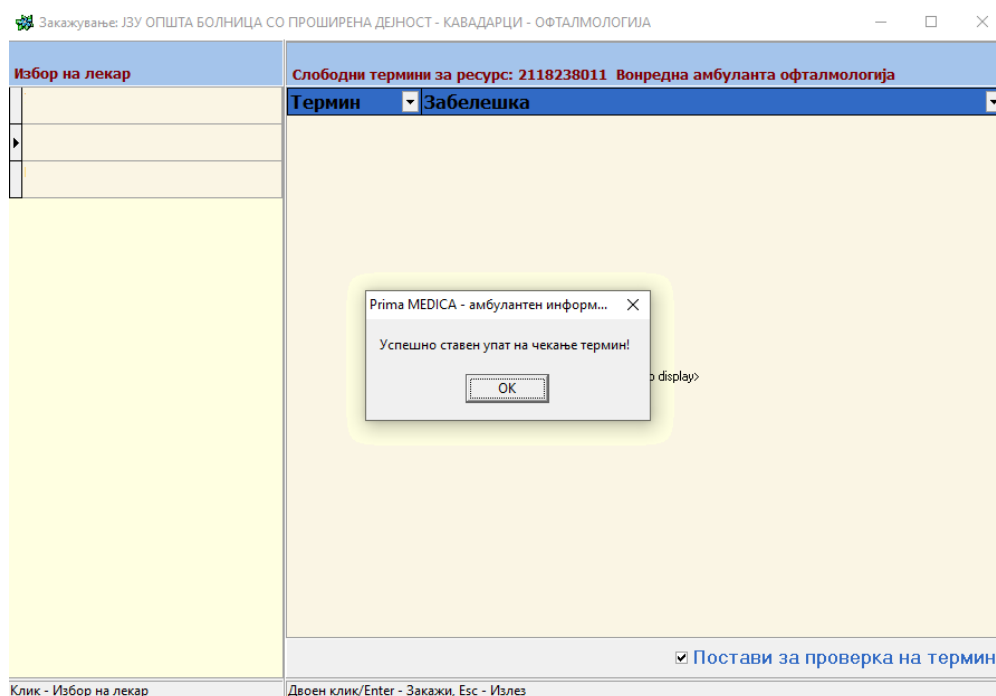 Закажување: ЈЗУ ОПШТА БОЛНИЦА СО ПРОШИРЕНА ДЕЈНОСТ - КАВАДАРЦИ - ОФТАЛМОЛОГИЈА
Избор на лекар
Слободни термини за ресурс: 2118238011 Вонредна амбуланта офталмологија
Термин Забелешка
Prima MEDICA - амбулантен информ...
Успешно ставен упат на чекање термин!
display>
OK
Постави за проверка на термин
Клик - Избор на лекар
Двоен клик/Enter - Закажи, Esc - Излез